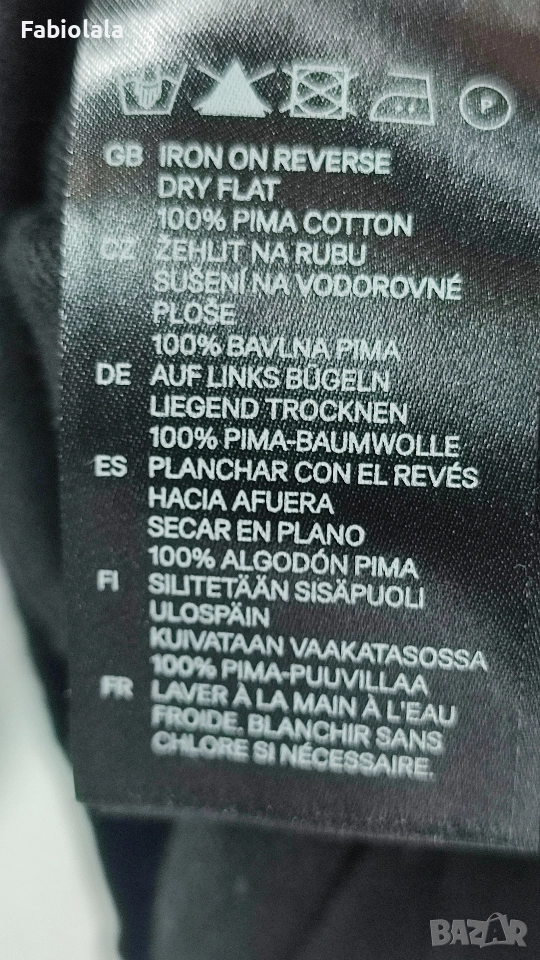 Fabiolala
P
GB IRON ON REVERSE
DRY FLAT
100% PIMA COTTON
CZ ŽEHLIT NA RUBU
SUŠENÍ NA VODOROVNÉ
PLOŠE
100% BAVLNA PIMA
DE AUF LINKS BÜGELN
LIEGEND TROCKNEN
100% PIMA-BAUMWOLLE
ES PLANCHAR CON EL REVÉS
HACIA AFUERA
SECAR EN PLANO
100% ALGODÓN PIMA
FI SILITETÄÄN SISÄPUOLI
ULOSPÄIN
KUIVATAAN VAAKATASOSSA
100% PIMA-PUUVILLAA
FR LAVER À LA MAIN À L'EAU
FROIDE. BLANCHIR SANS
CHLORE SI NÉCESSAIRE.
BAZAR